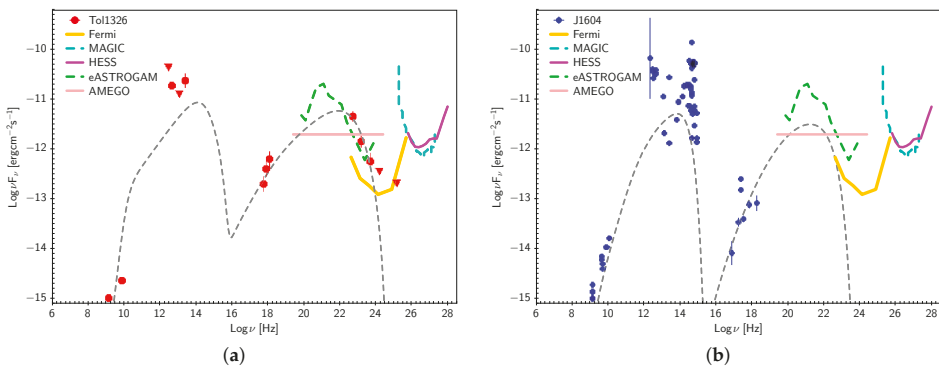 Tol1326
Fermi
MAGIC
HESS
eASTROGAM
AMEGO
−10
−11
−12
−13
−14
−15
Log νFν [ergcm−2s−1]
6 8 10 12 14 16 18 20 22 24 26 28
Log ν [Hz]
(a)
J1604
Fermi
MAGIC
HESS
eASTROGAM
AMEGO
−10
−11
−12
−13
−14
−15
Log νFν [ergcm−2s−1]
6 8 10 12 14 16 18 20 22 24 26 28
Log ν [Hz]
(b)